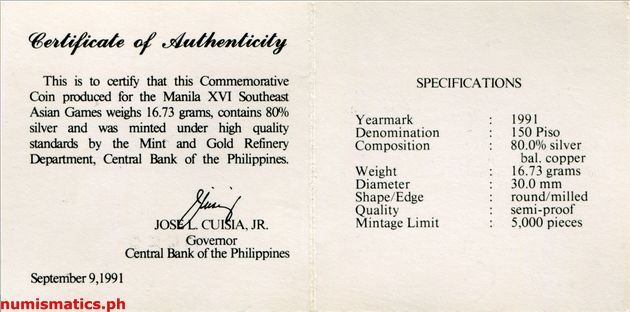 Certificate of Authenticity
This is to certify that this Commemorative
Coin produced for the Manila XVI Southeast
Asian Games weighs 16.73 grams, contains 80%
silver and was minted under high quality
standards by the Mint and Gold Refinery
Department, Central Bank of the Philippines.
JOSE L. CUISIA, JR.
Governor
Central Bank of the Philippines
September 9,1991
SPECIFICATIONS
Yearmark : 1991
Denomination : 150 Piso
Composition : 80.0% silver
bal. copper
Weight : 16.73 grams
Diameter : 30.0 mm
Shape/Edge : round/milled
Quality : semi-proof
Mintage Limit : 5,000 pieces
numismatics.ph